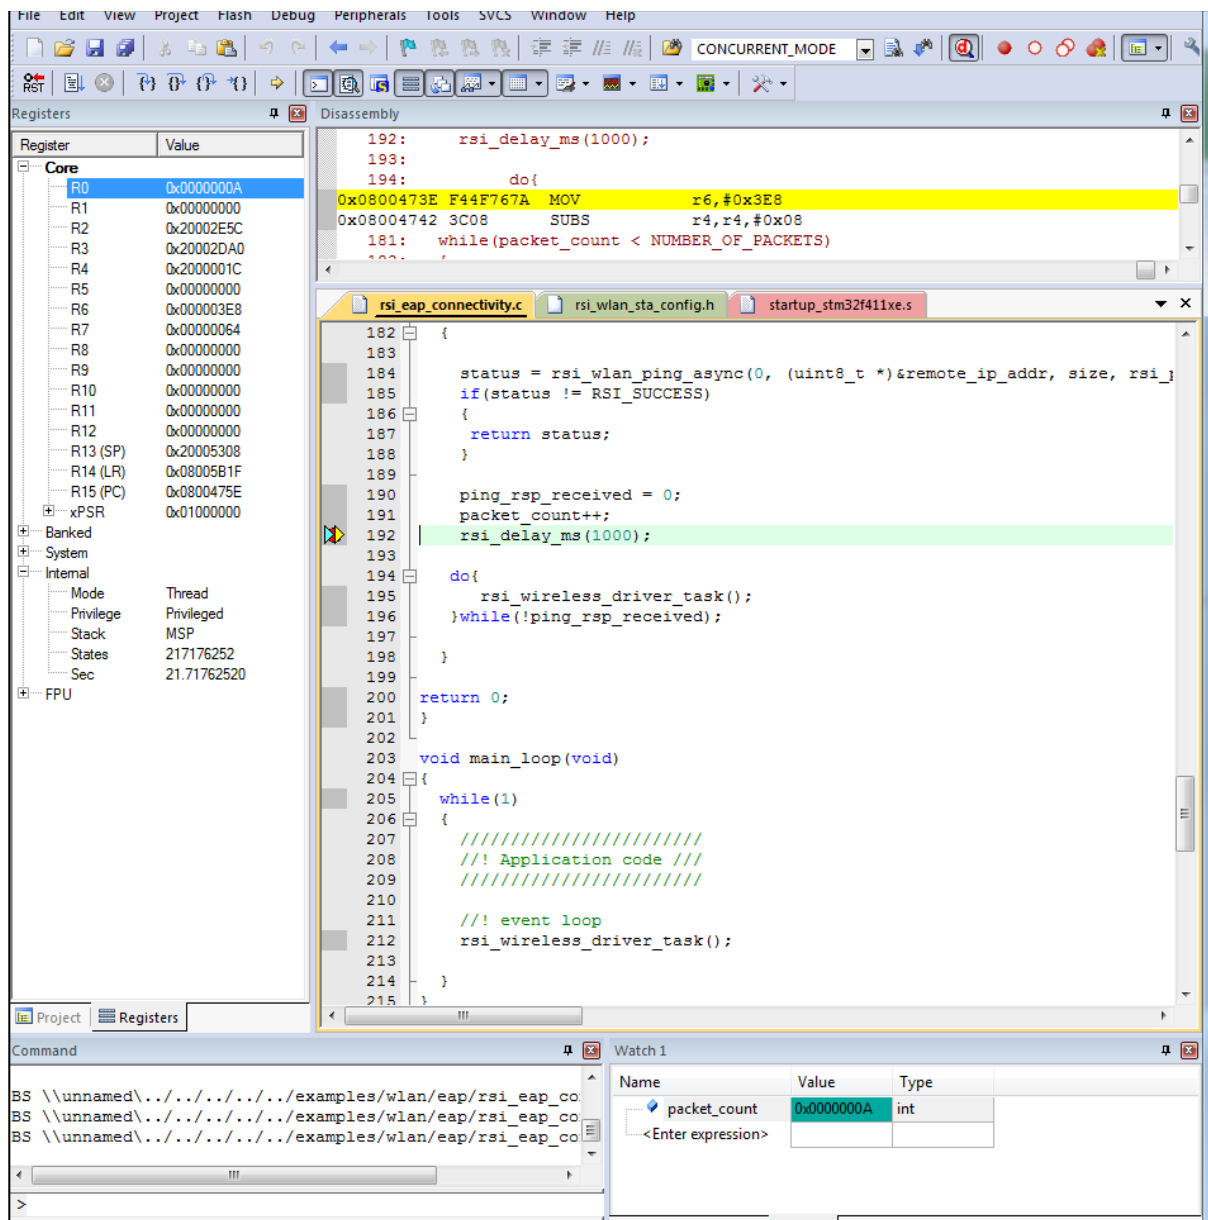 File Edit View Project Flash Debug Peripherals Tools SVCS Window Help
CONCURRENT_MODE
RST
Registers
Register Value
Core
R0 0x0000000A
R1 0x00000000
R2 0x20002E5C
R3 0x20002DA0
R4 0x2000001C
R5 0x00000000
R6 0x000003E8
R7 0x00000064
R8 0x00000000
R9 0x00000000
R10 0x00000000
R11 0x00000000
R12 0x00000000
R13 (SP) 0x20005308
R14 (LR) 0x08005B1F
R15 (PC) 0x0800475E
xPSR 0x01000000
Banked
System
Internal
Mode Thread
Privilege Privileged
Stack MSP
States 217176252
Sec 21.71762520
FPU
Project Registers
Disassembly
192: rsi_delay_ms(1000);
193:
194: do{
0x0800473E F44F767A MOV r6,#0x3E8
0x08004742 3C08 SUBS r4,r4,#0x08
181: while(packet_count < NUMBER_OF_PACKETS)
rsi_eap_connectivity.c rsi_wlan_sta_config.h startup_stm32f411xe.s
182 {
183
184 status = rsi_wlan_ping_async(0, (uint8_t *)&remote_ip_addr, size, rsi_
185 if(status != RSI_SUCCESS)
186 {
187 return status;
188 }
189
190 ping_rsp_received = 0;
191 packet_count++;
192 rsi_delay_ms(1000);
193
194 do{
195 rsi_wireless_driver_task();
196 }while(!ping_rsp_received);
197
198 }
199
200 return 0;
201 }
202
203 void main_loop(void)
204 {
205 while(1)
206 {
207 ////////////////////////
208 //! Application code ///
209 ////////////////////////
210
211 //! event loop
212 rsi_wireless_driver_task();
213
214 }
215 }
Command
BS \\unnamed\../../../../../examples/wlan/eap/rsi_eap_co
BS \\unnamed\../../../../../examples/wlan/eap/rsi_eap_co
BS \\unnamed\../../../../../examples/wlan/eap/rsi_eap_co
>
Watch 1
Name Value Type
packet_count 0x0000000A int
<Enter expression>